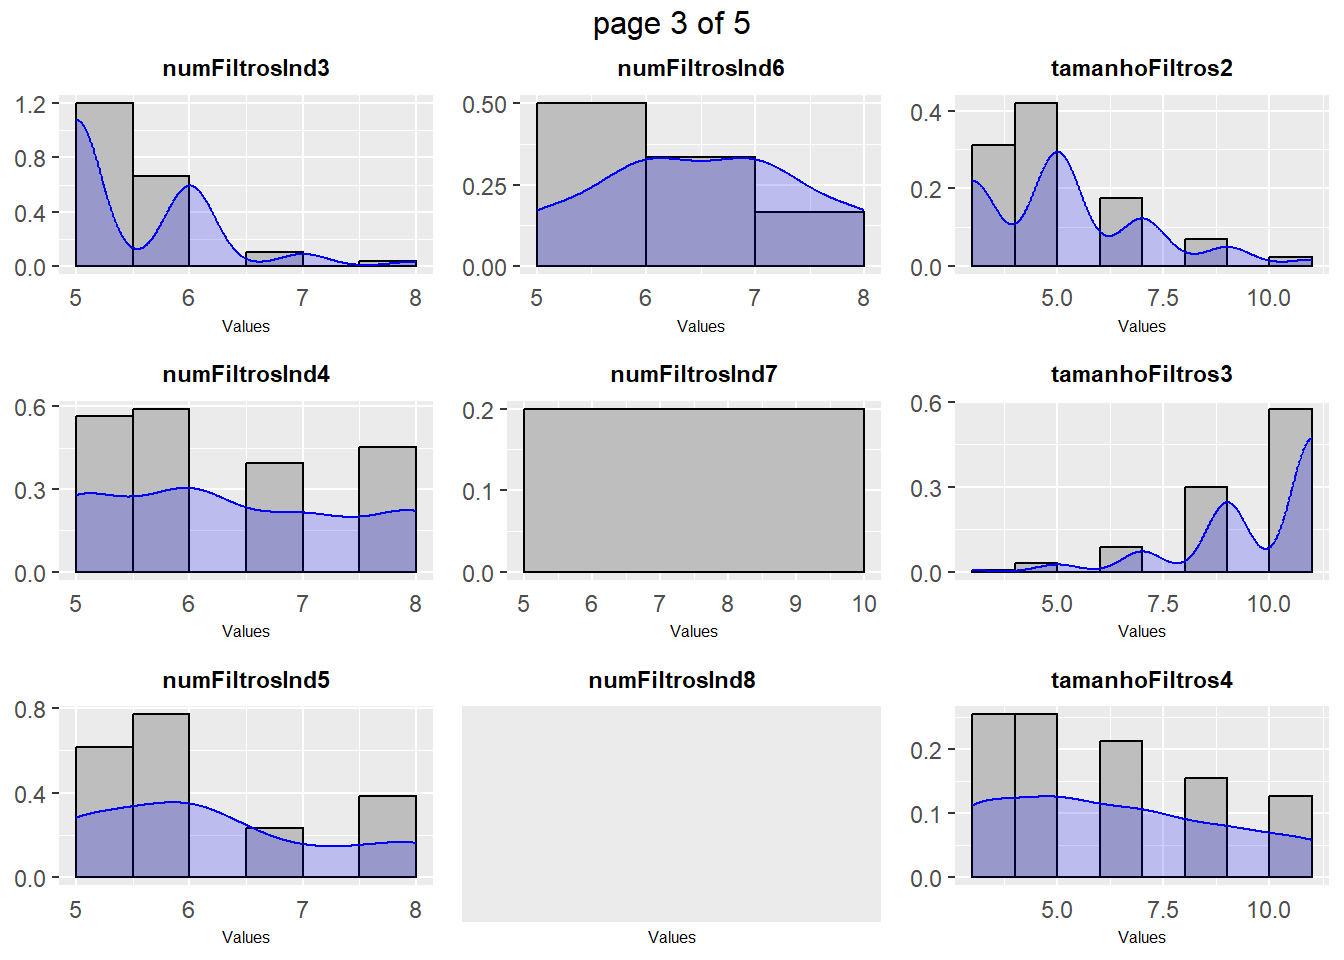 page 3 of 5
numFiltrosInd3
1.2
0.8
0.4
0.0
5 6 7 8
Values
numFiltrosInd6
0.50
0.25
0.00
5 6 7 8
Values
tamanhoFiltros2
0.4
0.2
0.0
5.0 7.5 10.0
Values
numFiltrosInd4
0.6
0.3
0.0
5 6 7 8
Values
numFiltrosInd7
0.2
0.1
0.0
5 6 7 8 9 10
Values
tamanhoFiltros3
0.6
0.3
0.0
5.0 7.5 10.0
Values
numFiltrosInd5
0.8
0.4
0.0
5 6 7 8
Values
numFiltrosInd8
Values
tamanhoFiltros4
0.2
0.1
0.0
5.0 7.5 10.0
Values